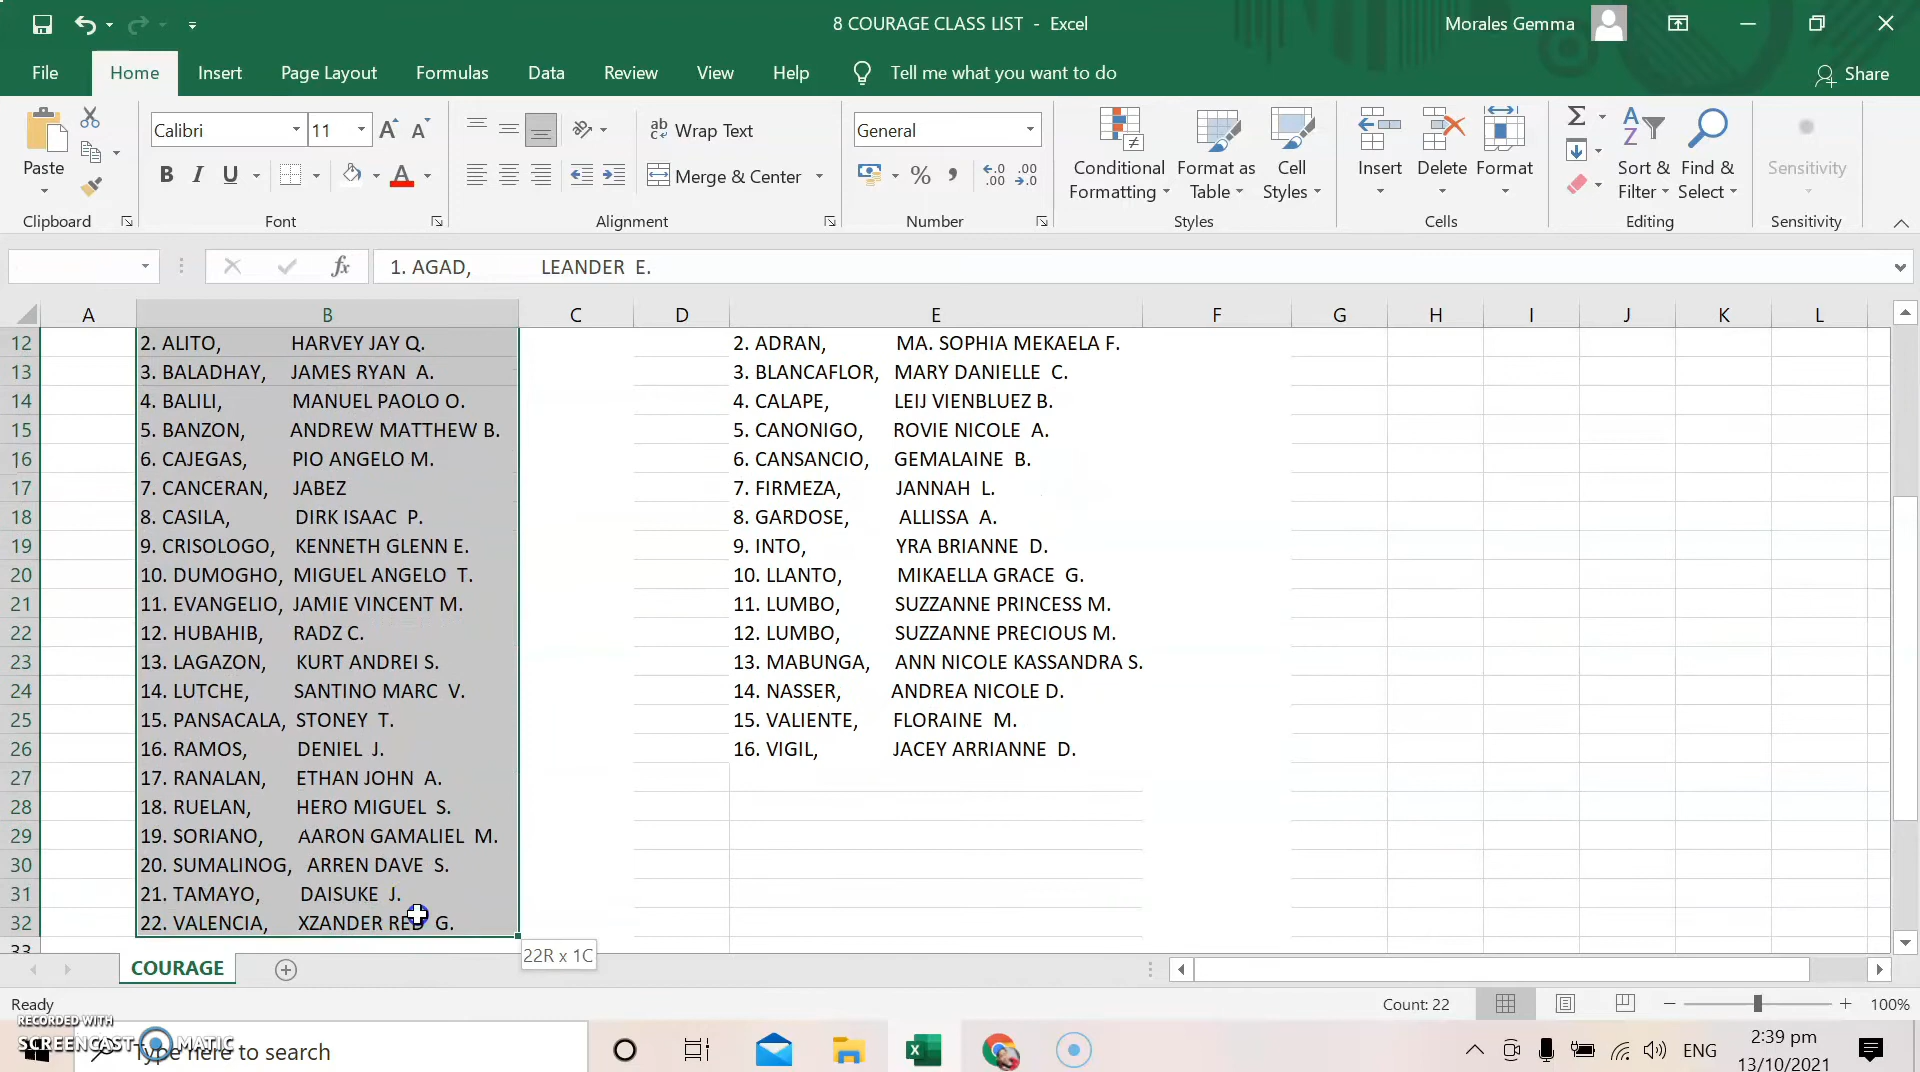 8 COURAGE CLASS LIST - Excel
Morales Gemma
File Home Insert Page Layout Formulas Data Review View Help Tell me what you want to do Share
Paste
Clipboard
Calibri 11
B I U
Font
Wrap Text
Merge & Center
Alignment
General
Number
Conditional Formatting
Format as Table
Cell Styles
Styles
Insert Delete Format
Cells
Sort & Filter
Find & Select
Editing
Sensitivity
Sensitivity
fx 1. AGAD, LEANDER E.
A B C D E F G H I J K L
12 2. ALITO, HARVEY JAY Q. 2. ADRAN, MA. SOPHIA MEKAELA F.
13 3. BALADHAY, JAMES RYAN A. 3. BLANCAFLOR, MARY DANIELLE C.
14 4. BALILI, MANUEL PAOLO O. 4. CALAPE, LEIJ VIENBLUEZ B.
15 5. BANZON, ANDREW MATTHEW B. 5. CANONIGO, ROVIE NICOLE A.
16 6. CAJEGAS, PIO ANGELO M. 6. CANSANCIO, GEMALAINE B.
17 7. CANCERAN, JABEZ 7. FIRMEZA, JANNAH L.
18 8. CASILA, DIRK ISAAC P. 8. GARDOSE, ALLISSA A.
19 9. CRISOLOGO, KENNETH GLENN E. 9. INTO, YRA BRIANNE D.
20 10. DUMOGHO, MIGUEL ANGELO T. 10. LLANTO, MIKAELLA GRACE G.
21 11. EVANGELIO, JAMIE VINCENT M. 11. LUMBO, SUZZANNE PRINCESS M.
22 12. HUBAHIB, RADZ C. 12. LUMBO, SUZZANNE PRECIOUS M.
23 13. LAGAZON, KURT ANDREI S. 13. MABUNGA, ANN NICOLE KASSANDRA S.
24 14. LUTCHE, SANTINO MARC V. 14. NASSER, ANDREA NICOLE D.
25 15. PANSACALA, STONEY T. 15. VALIENTE, FLORAINE M.
26 16. RAMOS, DENIEL J. 16. VIGIL, JACEY ARRIANNE D.
27 17. RANALAN, ETHAN JOHN A.
28 18. RUELAN, HERO MIGUEL S.
29 19. SORIANO, AARON GAMALIEL M.
30 20. SUMALINOG, ARREN DAVE S.
31 21. TAMAYO, DAISUKE J.
32 22. VALENCIA, XZANDER RED G.
33
22R x 1C
COURAGE
Ready Count: 22 100%
RECORDED WITH
SCREENCAST-O-MATIC
Type here to search
ENG
2:39 pm
13/10/2021